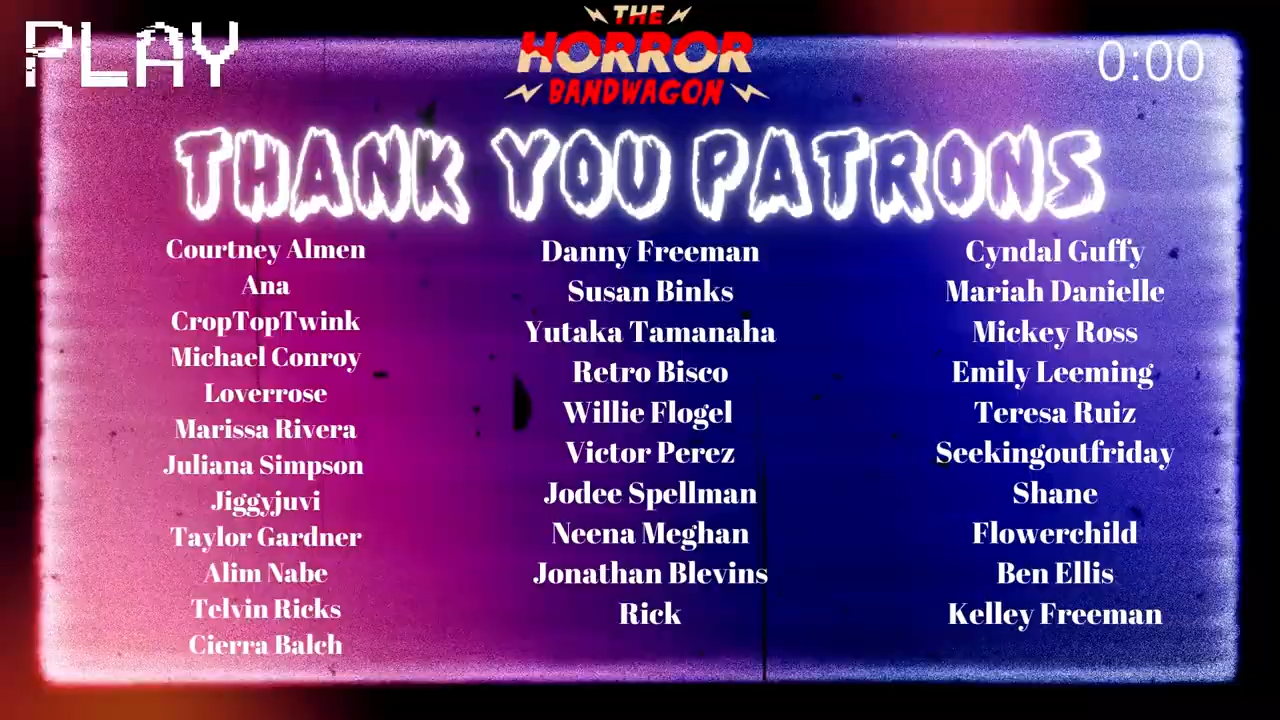 PLAY
THE
HORROR
BANDWAGON
0:00
THANK YOU PATRONS
Courtney Almen
Ana
CropTopTwink
Michael Conroy
Loverrose
Marissa Rivera
Juliana Simpson
Jiggyjuvi
Taylor Gardner
Alim Nabe
Telvin Ricks
Cierra Balch
Danny Freeman
Susan Binks
Yutaka Tamanaha
Retro Bisco
Willie Flogel
Victor Perez
Jodee Spellman
Neena Meghan
Jonathan Blevins
Rick
Cyndal Guffy
Mariah Danielle
Mickey Ross
Emily Leeming
Teresa Ruiz
Seekingoutfriday
Shane
Flowerchild
Ben Ellis
Kelley Freeman